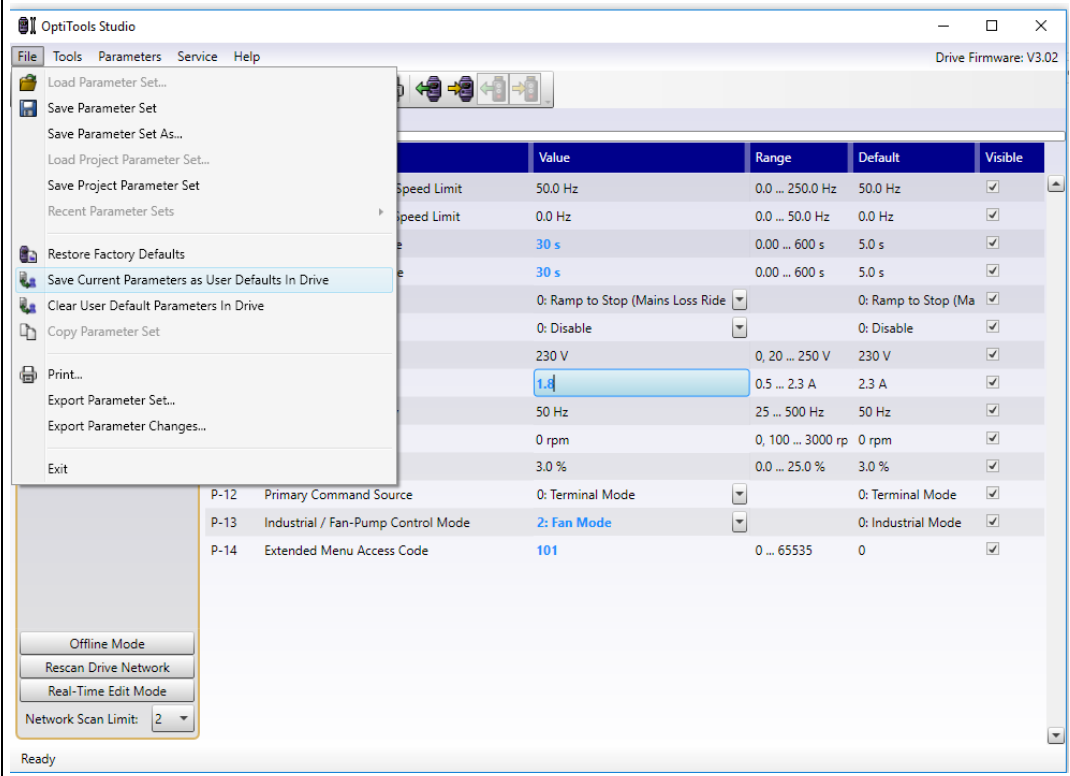 OptiTools Studio
File Tools Parameters Service Help Drive Firmware: V3.02
Load Parameter Set...
Save Parameter Set
Save Parameter Set As...
Load Project Parameter Set...
Save Project Parameter Set
Recent Parameter Sets
Restore Factory Defaults
Save Current Parameters as User Defaults In Drive
Clear User Default Parameters In Drive
Copy Parameter Set
Print...
Export Parameter Set...
Export Parameter Changes...
Exit
Value Range Default Visible
Speed Limit 50.0 Hz 0.0 ... 250.0 Hz 50.0 Hz
Speed Limit 0.0 Hz 0.0 ... 50.0 Hz 0.0 Hz
30 s 0.00 ... 600 s 5.0 s
30 s 0.00 ... 600 s 5.0 s
0: Ramp to Stop (Mains Loss Ride 0: Ramp to Stop (Ma
0: Disable 0: Disable
230 V 0, 20 ... 250 V 230 V
1.8 0.5 ... 2.3 A 2.3 A
50 Hz 25 ... 500 Hz 50 Hz
0 rpm 0, 100 ... 3000 rp 0 rpm
3.0 % 0.0 ... 25.0 % 3.0 %
P-12 Primary Command Source 0: Terminal Mode 0: Terminal Mode
P-13 Industrial / Fan-Pump Control Mode 2: Fan Mode 0: Industrial Mode
P-14 Extended Menu Access Code 101 0 ... 65535 0
Offline Mode
Rescan Drive Network
Real-Time Edit Mode
Network Scan Limit: 2
Ready